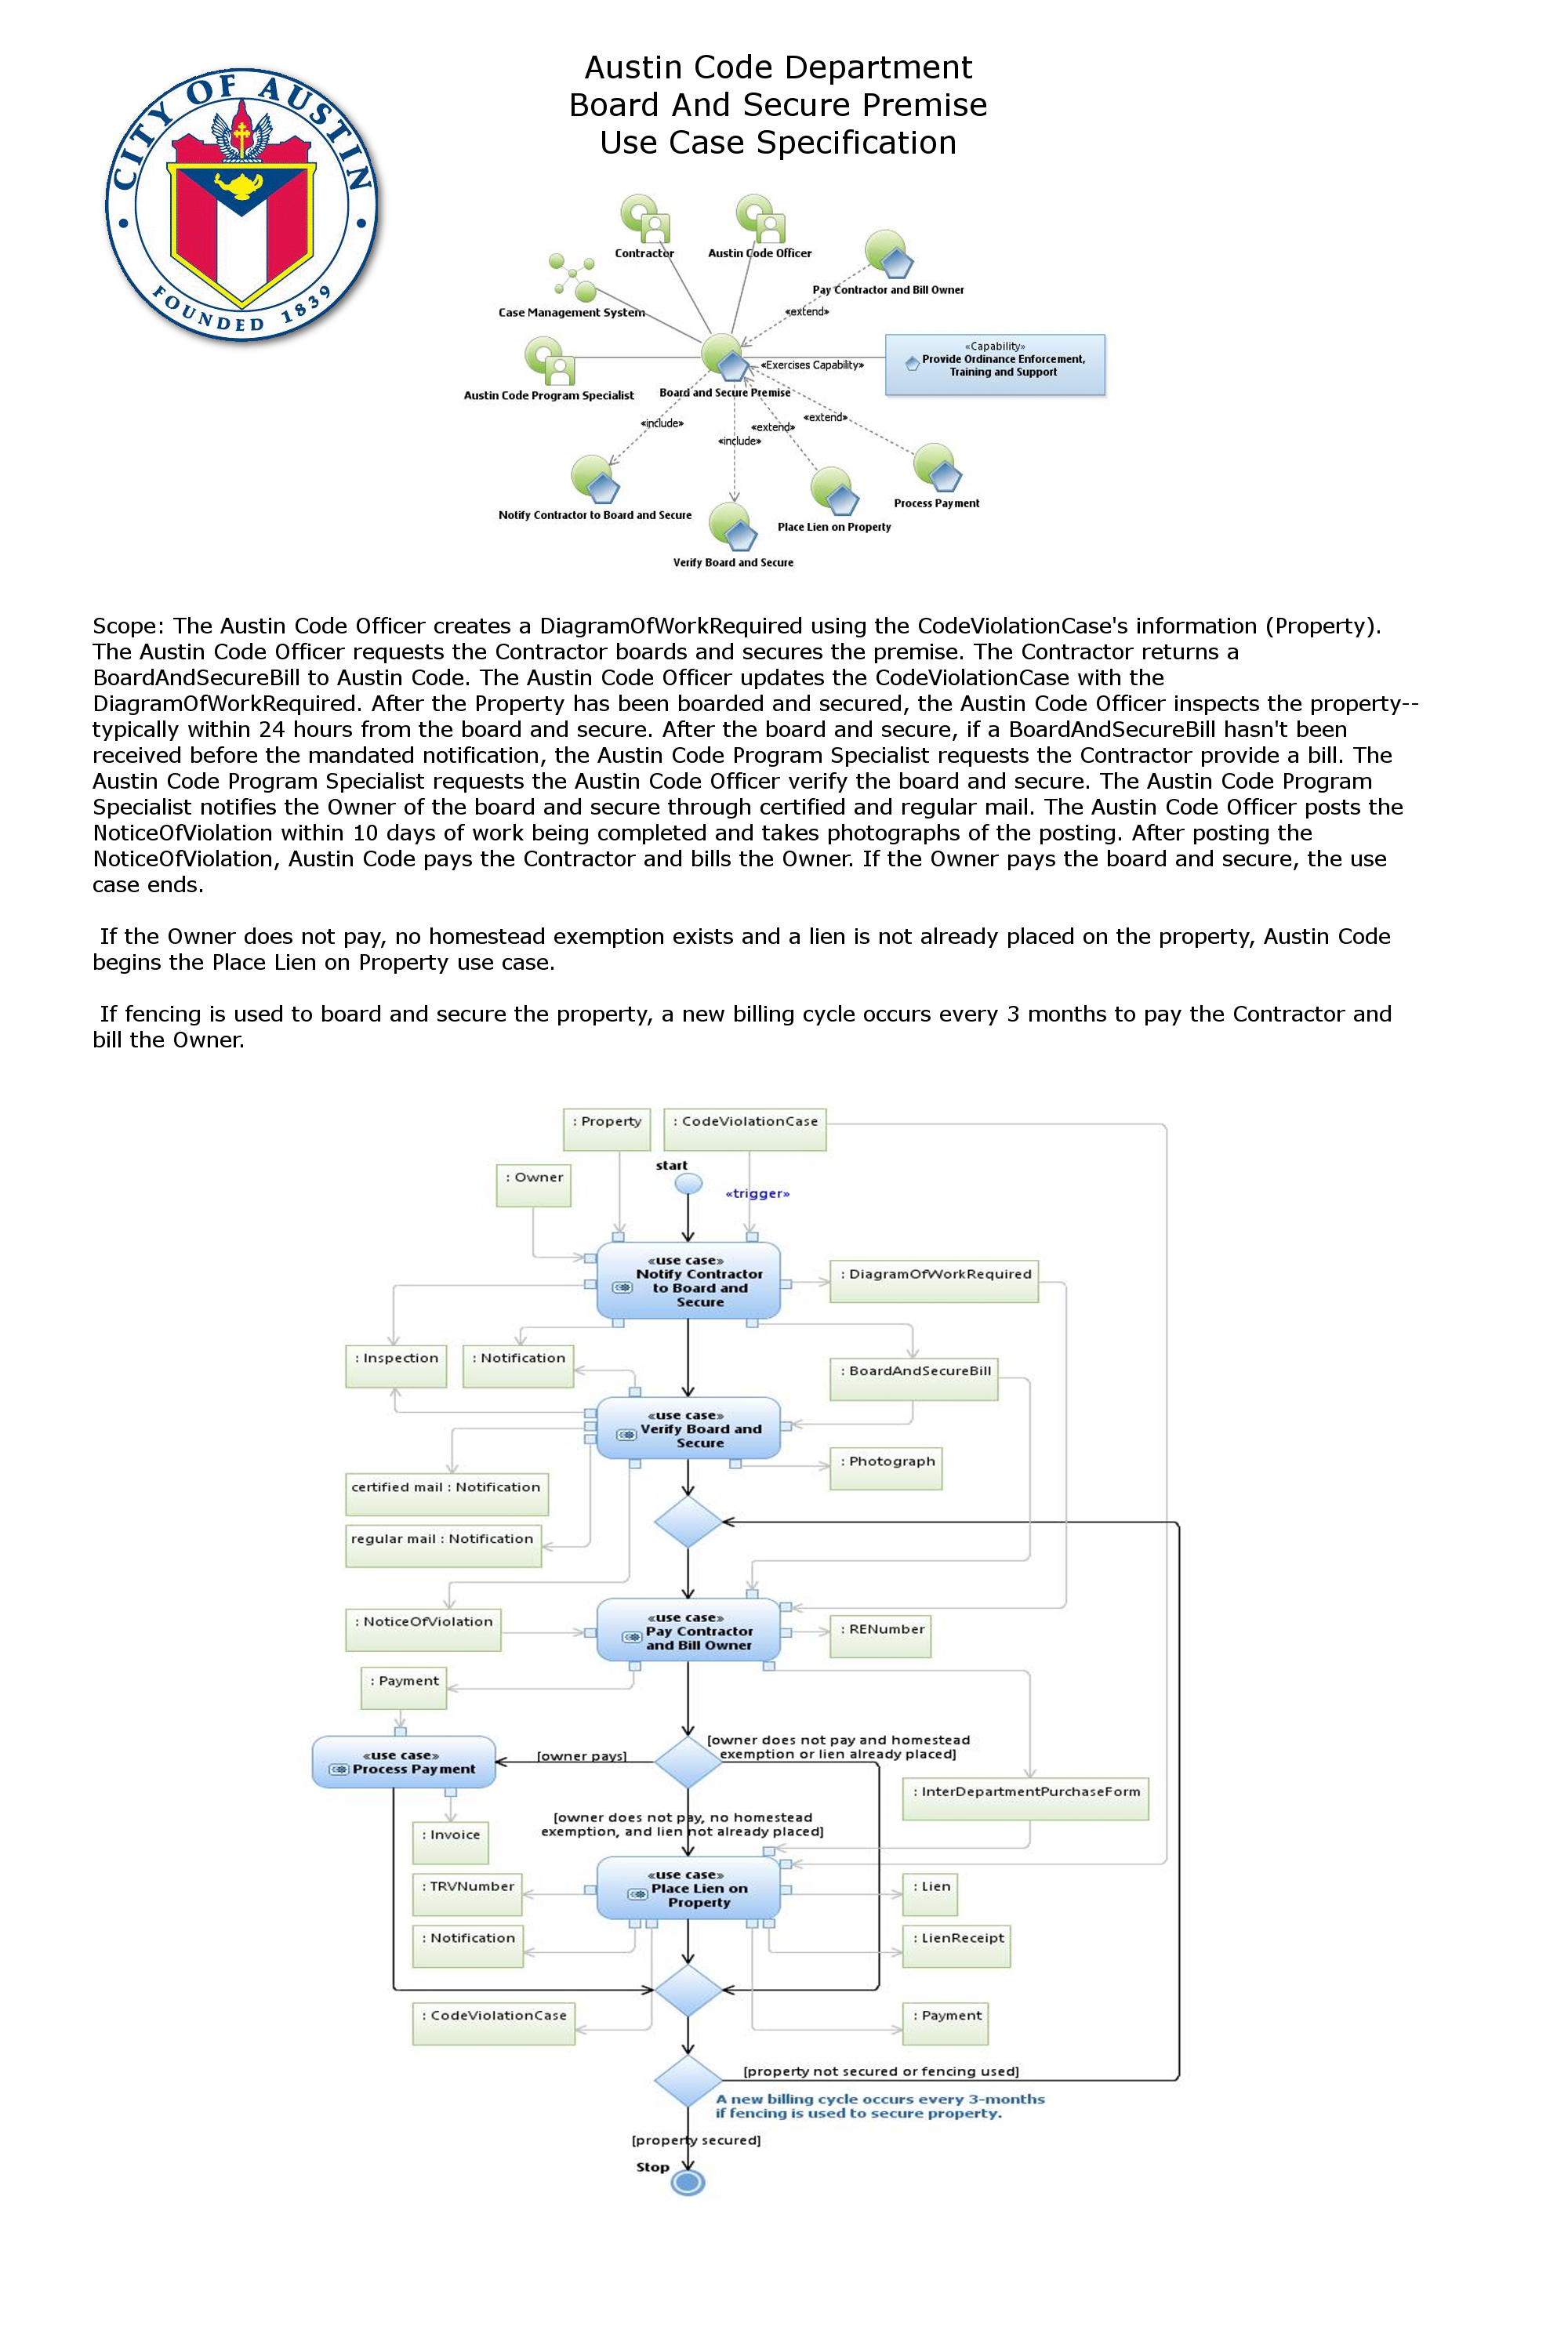 CITY OF AUSTIN
FOUNDED 1839
Austin Code Department
Board And Secure Premise
Use Case Specification
Contractor
Austin Code Officer
Pay Contractor and Bill Owner
Case Management System
«extend»
«Capability»
Provide Ordinance Enforcement,
Training and Support
«Exercises Capability»
Austin Code Program Specialist
Board and Secure Premise
«include»
«include»
«extend»
«extend»
Notify Contractor to Board and Secure
Verify Board and Secure
Place Lien on Property
Process Payment
Scope: The Austin Code Officer creates a DiagramOfWorkRequired using the CodeViolationCase's information (Property).
The Austin Code Officer requests the Contractor boards and secures the premise. The Contractor returns a
BoardAndSecureBill to Austin Code. The Austin Code Officer updates the CodeViolationCase with the
DiagramOfWorkRequired. After the Property has been boarded and secured, the Austin Code Officer inspects the property--
typically within 24 hours from the board and secure. After the board and secure, if a BoardAndSecureBill hasn't been
received before the mandated notification, the Austin Code Program Specialist requests the Contractor provide a bill. The
Austin Code Program Specialist requests the Austin Code Officer verify the board and secure. The Austin Code Program
Specialist notifies the Owner of the board and secure through certified and regular mail. The Austin Code Officer posts the
NoticeOfViolation within 10 days of work being completed and takes photographs of the posting. After posting the
NoticeOfViolation, Austin Code pays the Contractor and bills the Owner. If the Owner pays the board and secure, the use
case ends.
If the Owner does not pay, no homestead exemption exists and a lien is not already placed on the property, Austin Code
begins the Place Lien on Property use case.
If fencing is used to board and secure the property, a new billing cycle occurs every 3 months to pay the Contractor and
bill the Owner.
: Property
: CodeViolationCase
start
: Owner
«trigger»
«use case»
Notify Contractor
to Board and
Secure
: DiagramOfWorkRequired
: Inspection
: Notification
: BoardAndSecureBill
«use case»
Verify Board and
Secure
: Photograph
certified mail : Notification
regular mail : Notification
: NoticeOfViolation
«use case»
Pay Contractor
and Bill Owner
: RENumber
: Payment
«use case»
Process Payment
[owner pays]
[owner does not pay and homestead
exemption or lien already placed]
: InterDepartmentPurchaseForm
[owner does not pay, no homestead
exemption, and lien not already placed]
: Invoice
«use case»
Place Lien on
Property
: TRVNumber
: Lien
: Notification
: LienReceipt
: CodeViolationCase
: Payment
[property not secured or fencing used]
A new billing cycle occurs every 3-months
if fencing is used to secure property.
[property secured]
Stop